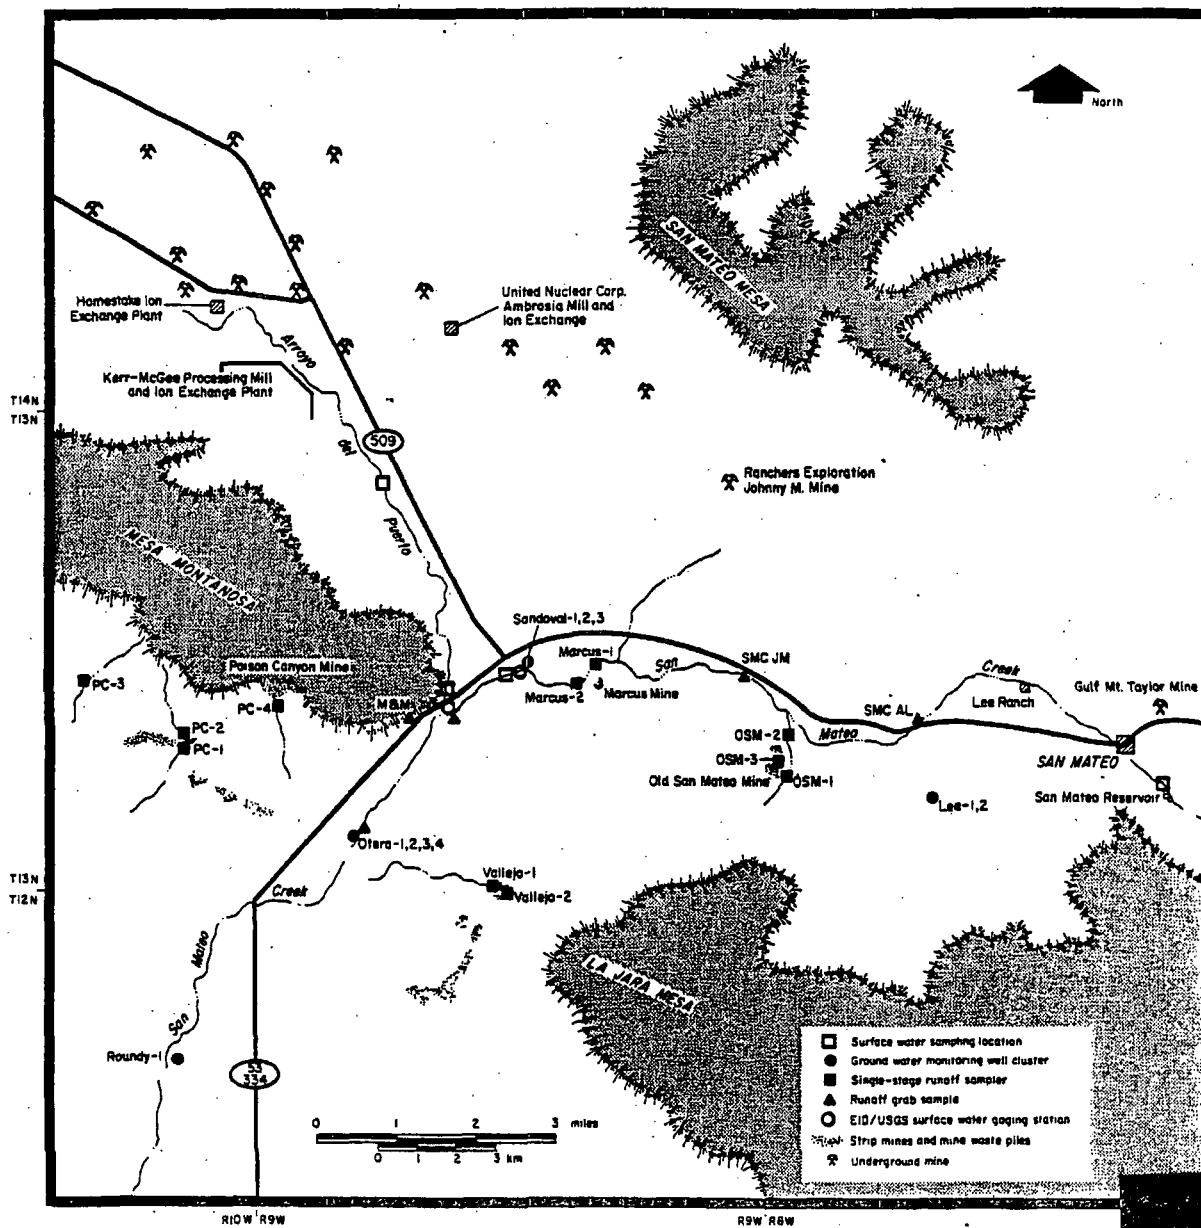 North
SAN MATEO MESA
Homestake Ion
Exchange Plant
United Nuclear Corp.
Ambrosia Mill and
Ion Exchange
Arroyo
Kerr-McGee Processing Mill
and Ion Exchange Plant
T14N
T13N
509
del
Ranchers Exploration
Johnny M. Mine
Puerto
MESA MONTANOSA
Sandoval-1,2,3
Marcus-1
San
SMC JM
Poison Canyon Mine
Creek
PC-3
Marcus-2
Marcus Mine
Lee Ranch
Gulf Mt. Taylor Mine
PC-4
M&M
SMC AL
PC-2
PC-1
OSM-2
Mateo
OSM-3
SAN MATEO
Old San Mateo Mine
OSM-1
San Mateo Reservoir
Lee-1,2
Otero-1,2,3,4
T13N
T12N
Vallejo-1
Vallejo-2
Creek
Mateo
LA JARA MESA
San
Roundy-1
53
334
Surface water sampling location
Ground water monitoring well cluster
Single-stage runoff sampler
Runoff grab sample
EID/USGS surface water gaging station
Strip mines and mine waste piles
Underground mine
0 1 2 3 miles
0 1 2 3 km
R10W R9W
R9W R8W